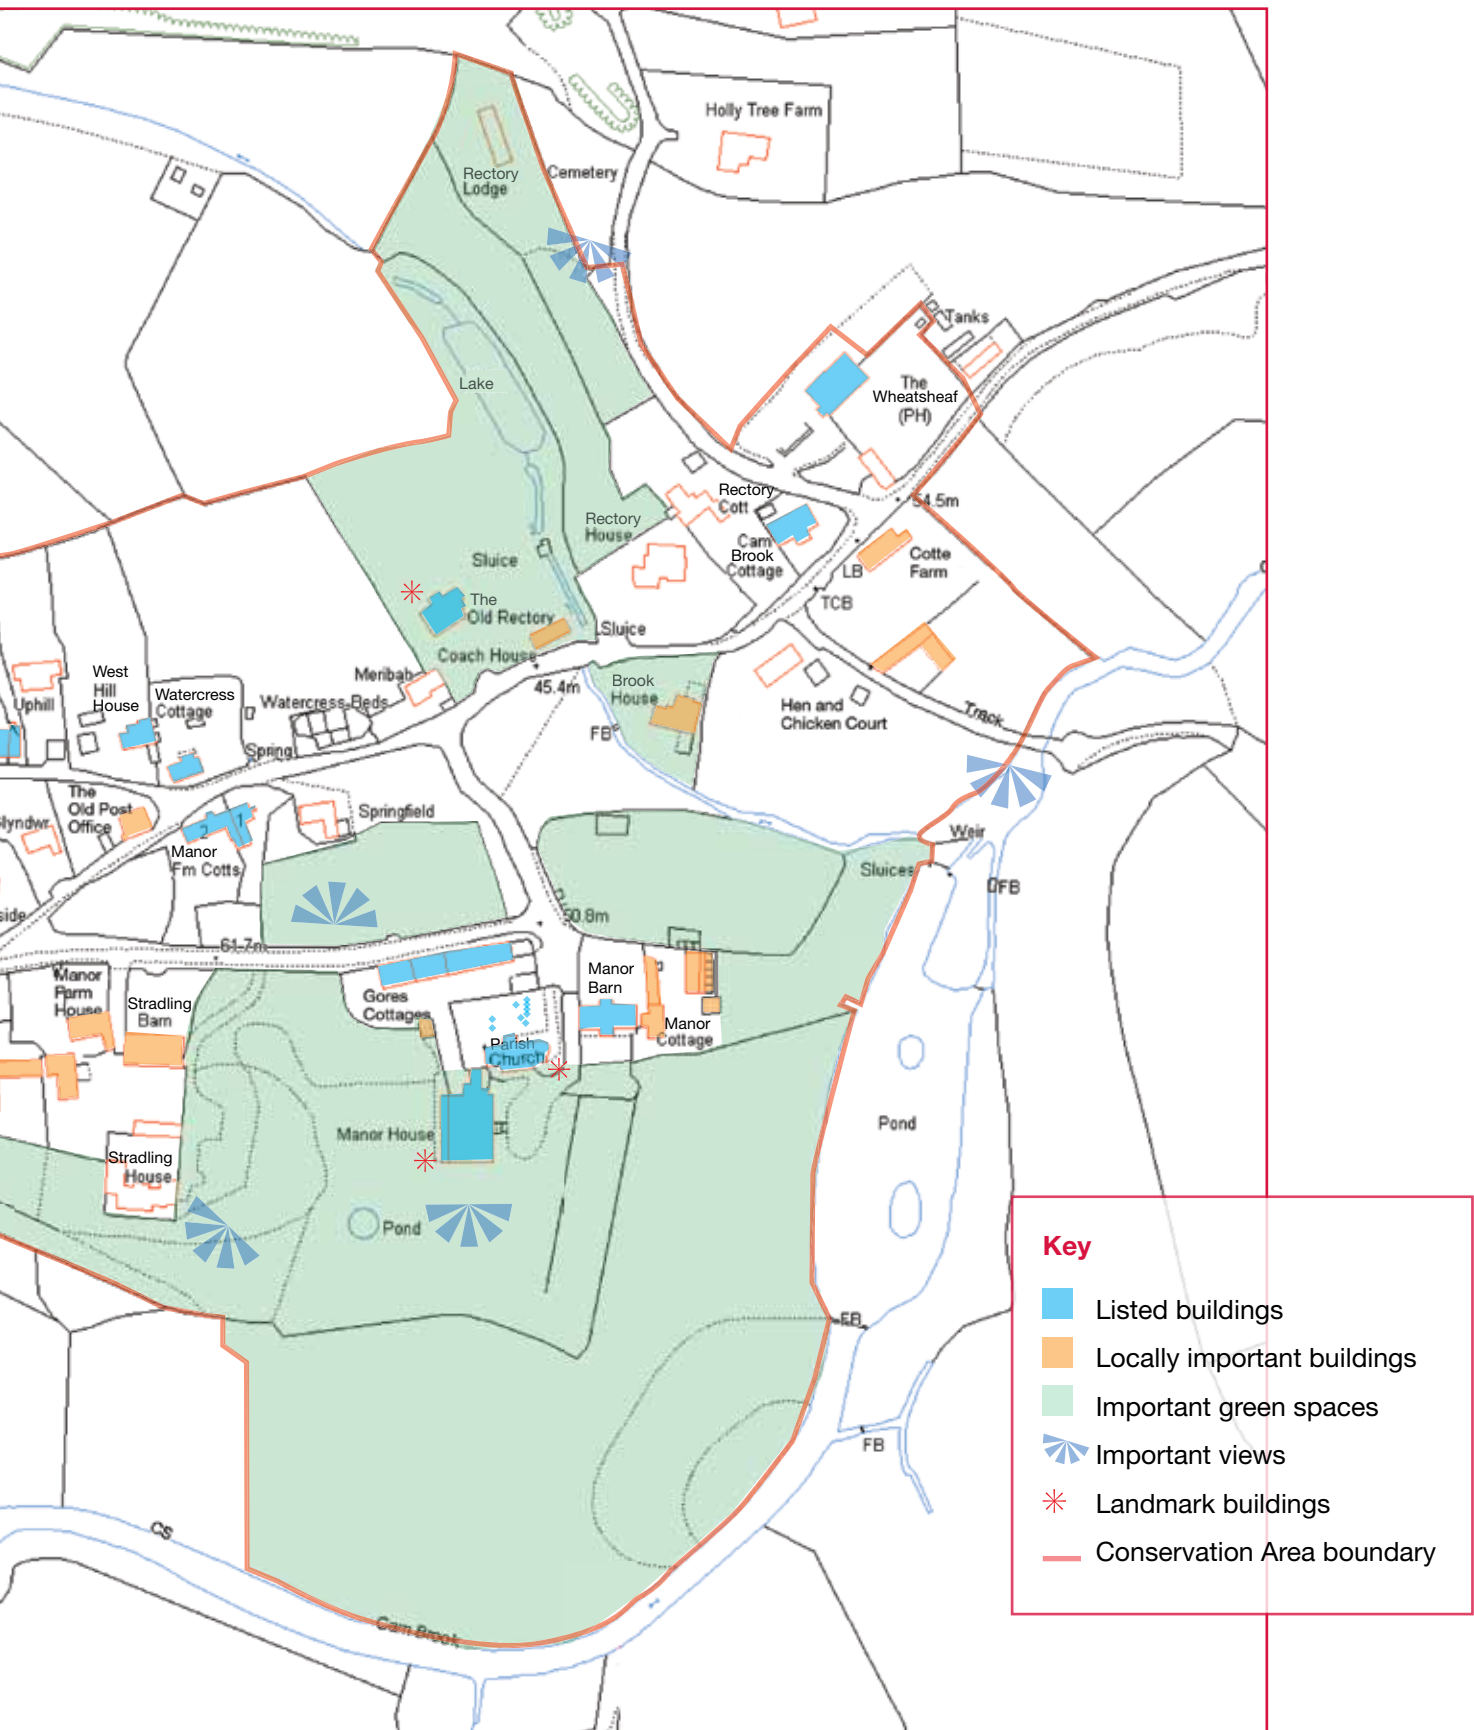 Holly Tree Farm
Rectory
Lodge
Cemetery
Tanks
Lake
The
Wheatsheaf
(PH)
Rectory
Cott
54.5m
Rectory
House
Cam
Brook
Cottage
Cotte
Farm
LB
TCB
Sluice
The
Old Rectory
Sluice
Coach House
Meribah
45.4m
Brook
House
Hen and
Chicken Court
Track
FB
West
Hill
House
Uphill
Watercress
Cottage
Watercress Beds
Spring
The
Old Post
Office
Glyndwr
2
1
Manor
Fm Cotts
Springfield
Weir
Sluices
FB
side
61.7m
50.8m
Manor
Farm
House
Stradling
Barn
Gores
Cottages
Manor
Barn
Parish
Church
Manor
Cottage
Manor House
Pond
Stradling
House
Pond
FB
FB
CS
Cam Brook
Key
Listed buildings
Locally important buildings
Important green spaces
Important views
Landmark buildings
Conservation Area boundary